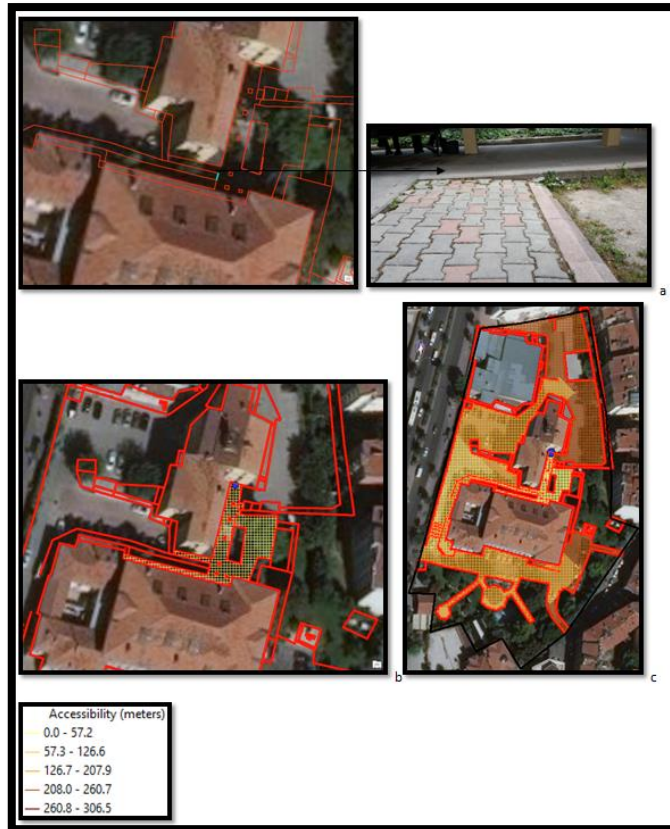 a
b
c
Accessibility (meters)
0.0 - 57.2
57.3 - 126.6
126.7 - 207.9
208.0 - 260.7
260.8 - 306.5